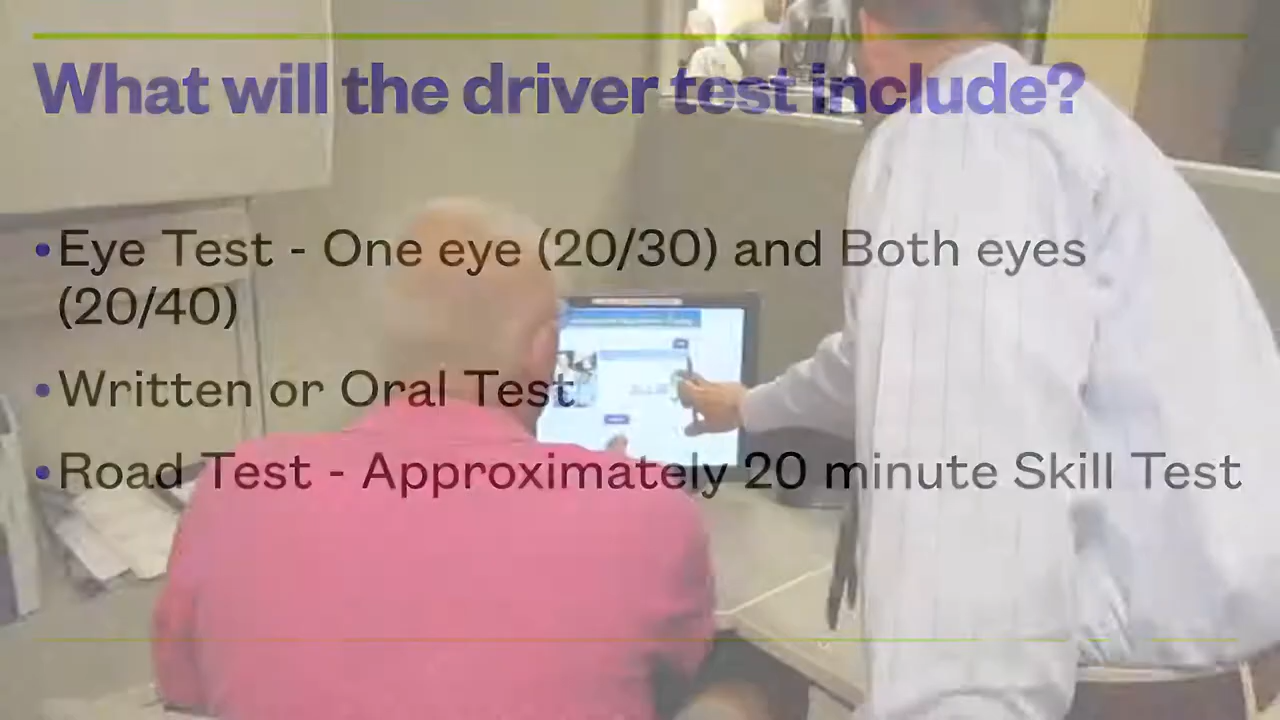 What will the driver test include?
•Eye Test - One eye (20/30) and Both eyes
(20/40)
•Written or Oral Test
•Road Test - Approximately 20 minute Skill Test